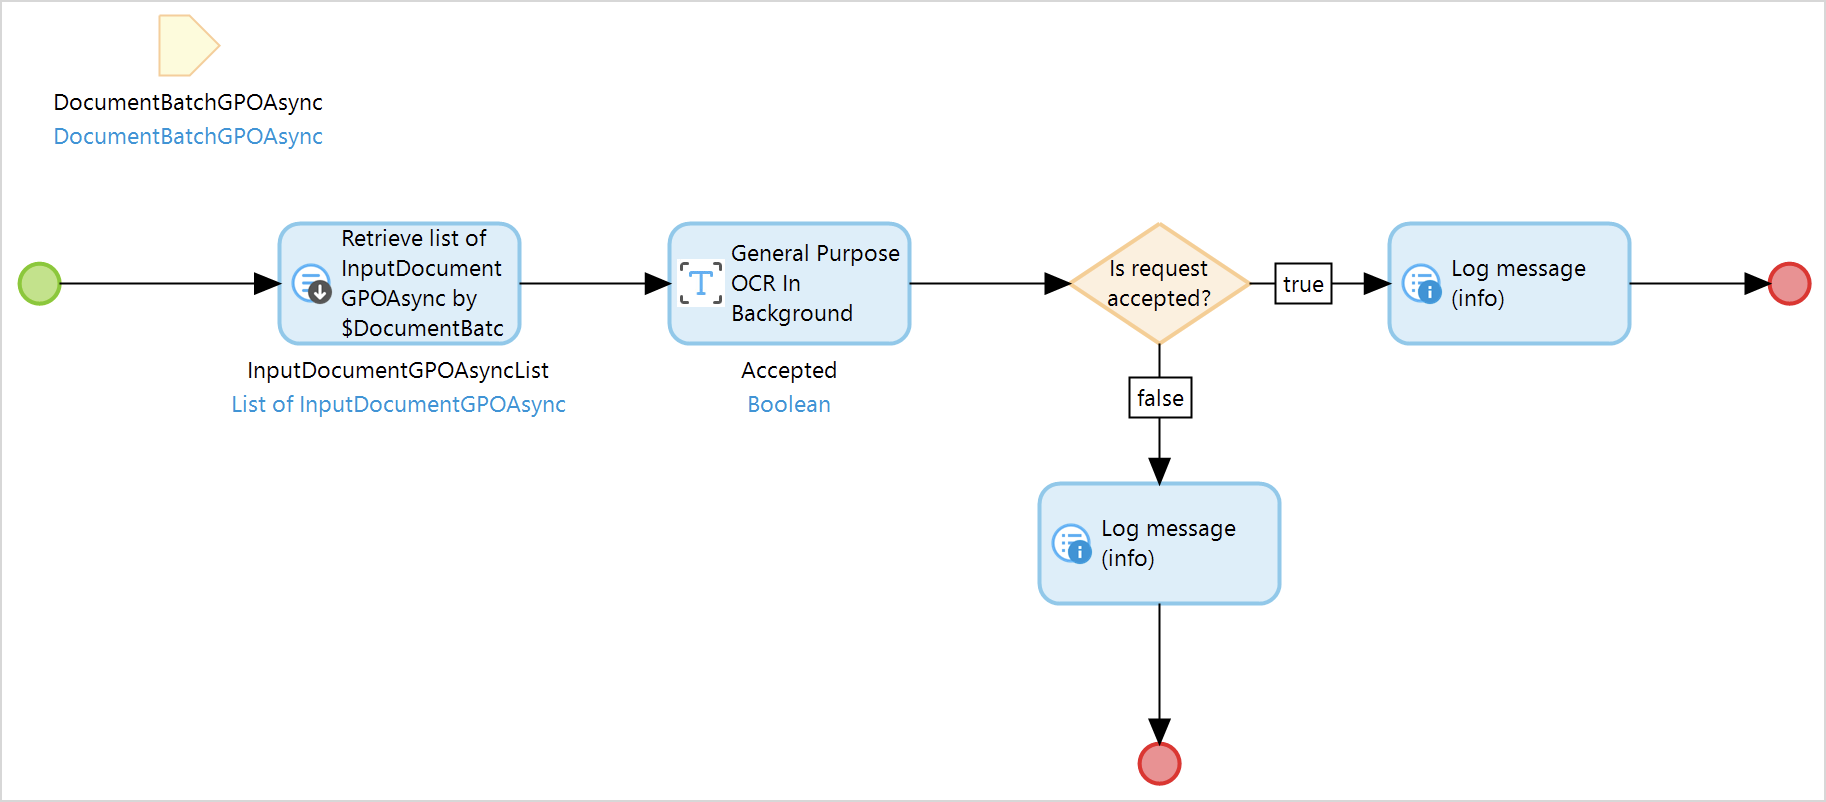 DocumentBatchGPOAsync
DocumentBatchGPOAsync
Retrieve list of
InputDocument
GPOAsync by
$DocumentBatc
InputDocumentGPOAsyncList
List of InputDocumentGPOAsync
General Purpose
OCR In
Background
Accepted
Boolean
Is request
accepted?
true
Log message
(info)
false
Log message
(info)